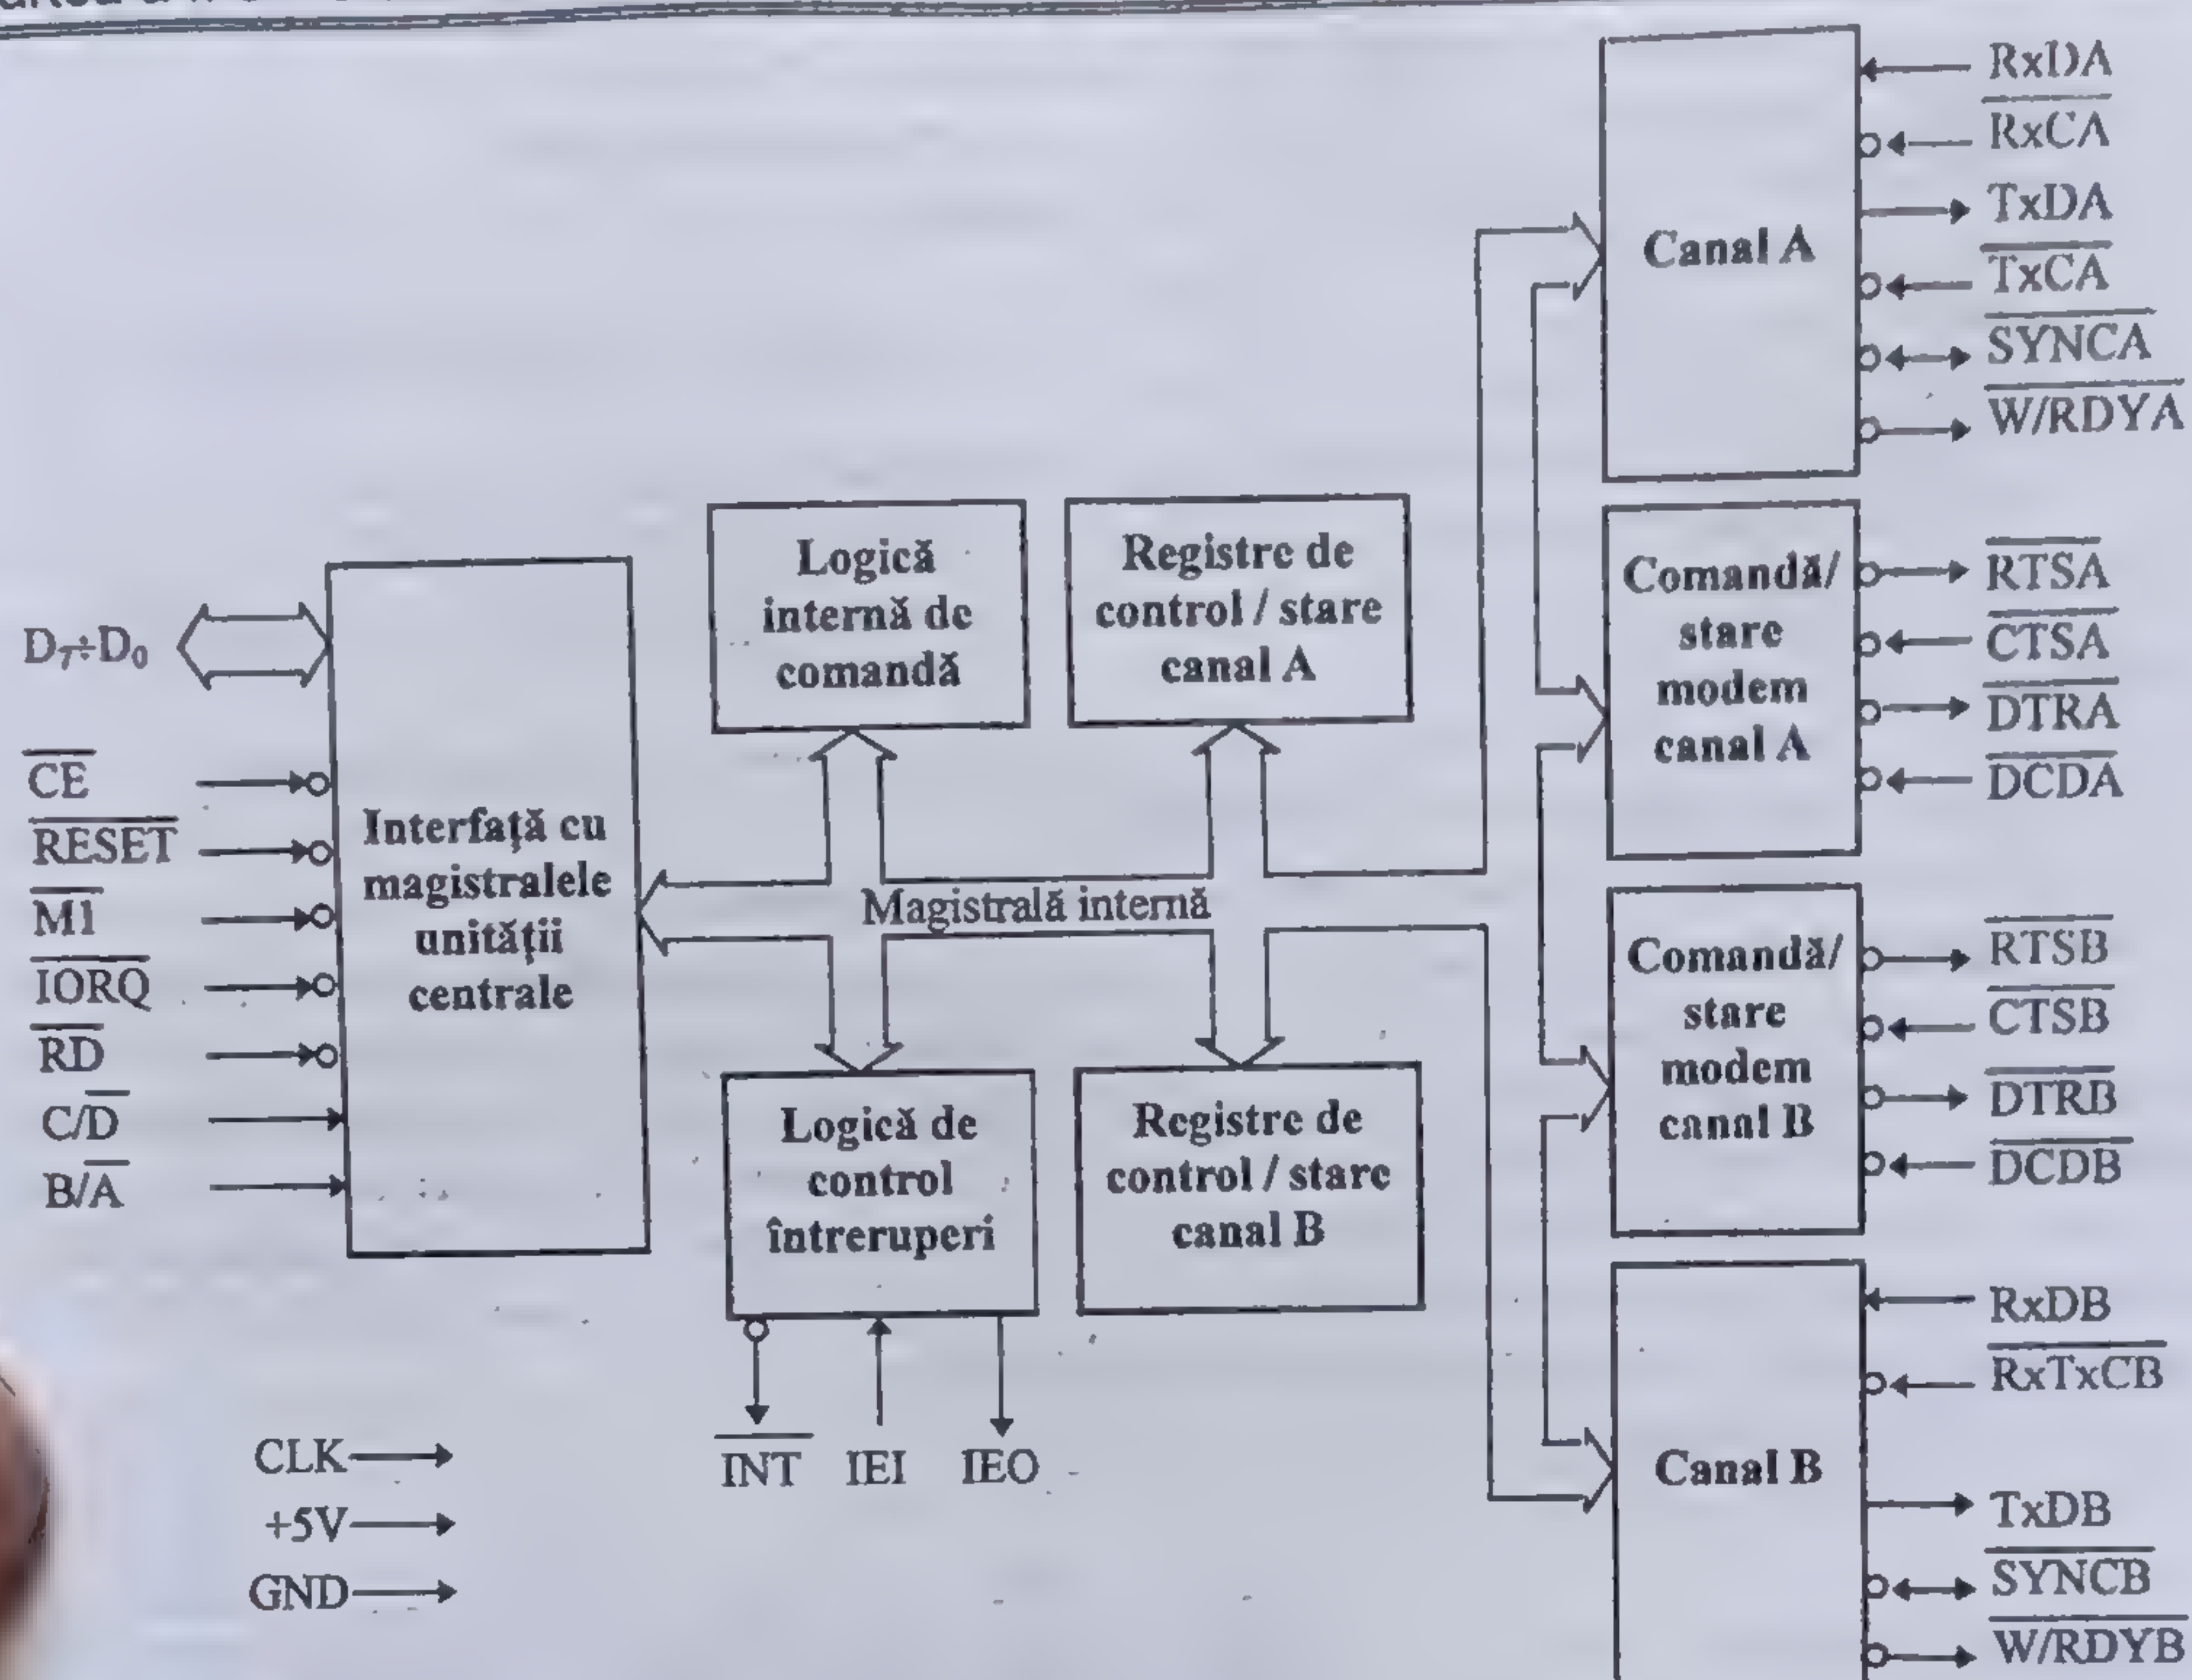 RxDA
RxCA
TxDA
TxCA
SYNCA
W/RDYA
Canal A
Logică
internă de
comandă
Registre de
control / stare
canal A
Comandă/
stare
modem
canal A
RTSA
CTSA
DTRA
DCDA
D7÷D0
CE
RESET
M1
IORQ
RD
C/D
B/A
Interfaţă cu
magistralele
unităţii
centrale
Magistrală internă
Comandă/
stare
modem
canal B
RTSB
CTSB
DTRB
DCDB
Logică de
control
întreruperi
Registre de
control / stare
canal B
INT IEI IEO
CLK
+5V
GND
Canal B
RxDB
RxTxCB
TxDB
SYNCB
W/RDYB